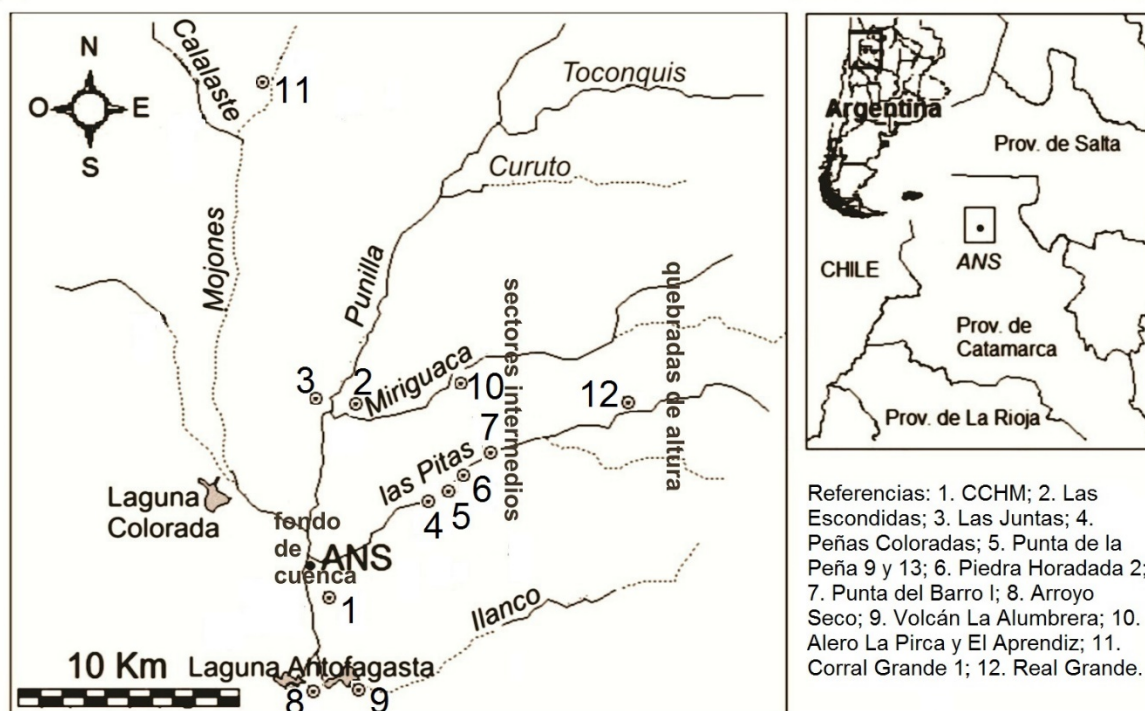 N
O
E
S
Calalaste
11
Toconquis
Curuto
Mojones
Punilla
sectores intermedios
quebradas de altura
3
2
Miriguaca
10
12
7
las Pitas
6
5
4
Laguna
Colorada
fondo
de
cuenca
ANS
1
Ilanco
10 Km
Laguna Antofagasta
8
9
Argentina
Prov. de Salta
CHILE
ANS
Prov. de
Catamarca
Prov. de La Rioja
Referencias: 1. CCHM; 2. Las
Escondidas; 3. Las Juntas; 4.
Peñas Coloradas; 5. Punta de la
Peña 9 y 13; 6. Piedra Horadada 2;
7. Punta del Barro I; 8. Arroyo
Seco; 9. Volcán La Alumbrera; 10.
Alero La Pirca y El Aprendiz; 11.
Corral Grande 1; 12. Real Grande.